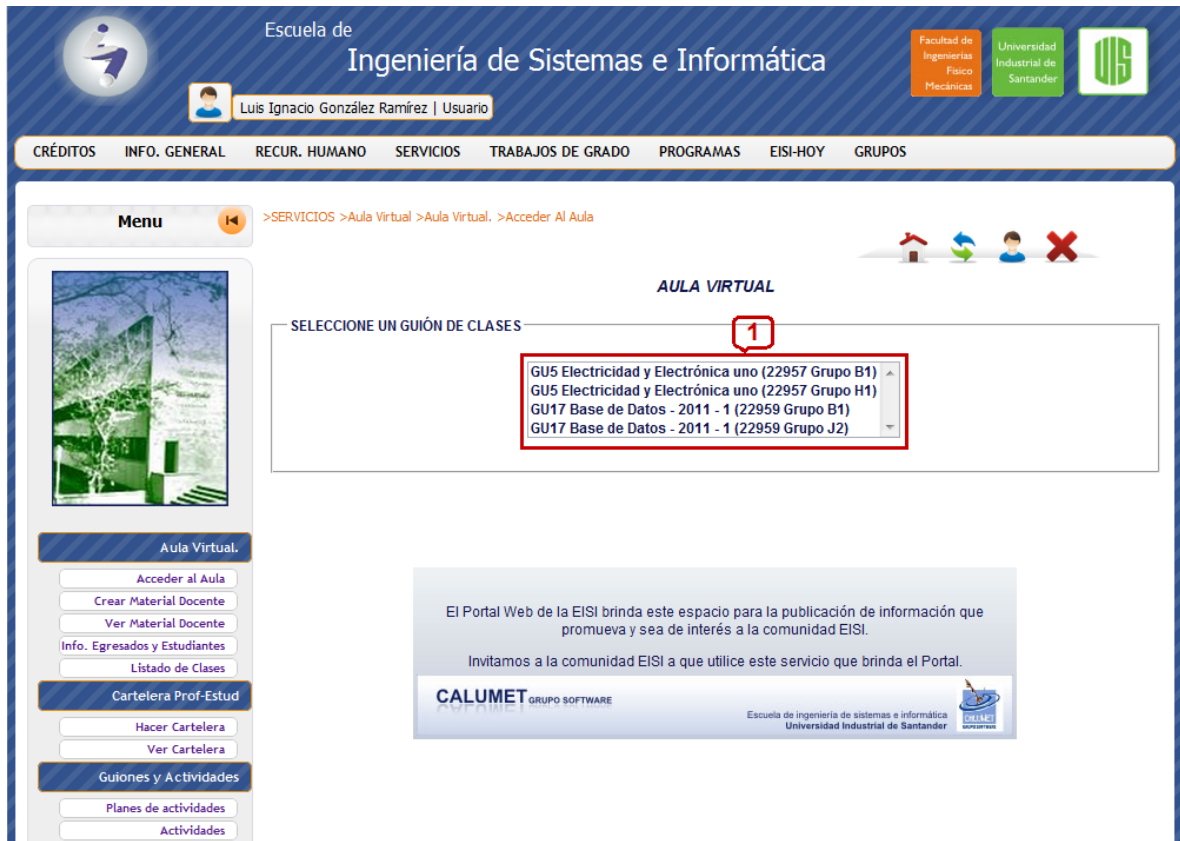 Escuela de
Ingeniería de Sistemas e Informática
Facultad de
Ingenierías
Fisico
Mecánicas
Universidad
Industrial de
Santander
UIS
Luis Ignacio González Ramírez | Usuario
CRÉDITOS INFO. GENERAL RECUR. HUMANO SERVICIOS TRABAJOS DE GRADO PROGRAMAS EISI-HOY GRUPOS
Menu
>SERVICIOS >Aula Virtual >Aula Virtual. >Acceder Al Aula
AULA VIRTUAL
SELECCIONE UN GUIÓN DE CLASES
1
GU5 Electricidad y Electrónica uno (22957 Grupo B1)
GU5 Electricidad y Electrónica uno (22957 Grupo H1)
GU17 Base de Datos - 2011 - 1 (22959 Grupo B1)
GU17 Base de Datos - 2011 - 1 (22959 Grupo J2)
Aula Virtual.
Acceder al Aula
Crear Material Docente
Ver Material Docente
Info. Egresados y Estudiantes
Listado de Clases
Cartelera Prof-Estud
Hacer Cartelera
Ver Cartelera
Guiones y Actividades
Planes de actividades
Actividades
El Portal Web de la EISI brinda este espacio para la publicación de información que
promueva y sea de interés a la comunidad EISI.
Invitamos a la comunidad EISI a que utilice este servicio que brinda el Portal.
CALUMET GRUPO SOFTWARE
Escuela de ingeniería de sistemas e informática
Universidad Industrial de Santander
CALUMET
GRUPO SOFTWARE